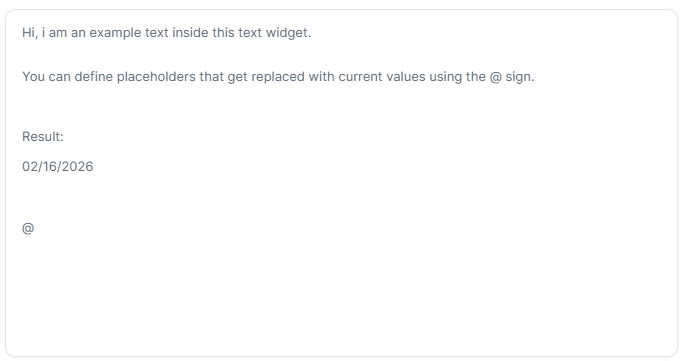 Hi, i am an example text inside this text widget.
You can define placeholders that get replaced with current values using the @ sign.
Result:
02/16/2026
@